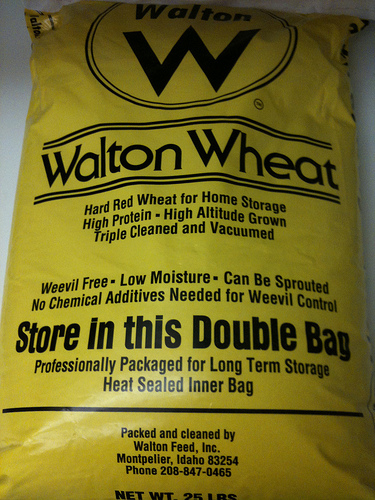 Walton
W
TM
Walton Wheat
Hard Red Wheat for Home Storage
High Protein - High Altitude Grown
Triple Cleaned and Vacuumed
Weevil Free - Low Moisture - Can Be Sprouted
No Chemical Additives Needed for Weevil Control
Store in this Double Bag
Professionally Packaged for Long Term Storage
Heat Sealed Inner Bag
Packed and cleaned by
Walton Feed, Inc.
Montpelier, Idaho 83254
Phone 208-847-0465
NET WT. 25 LBS